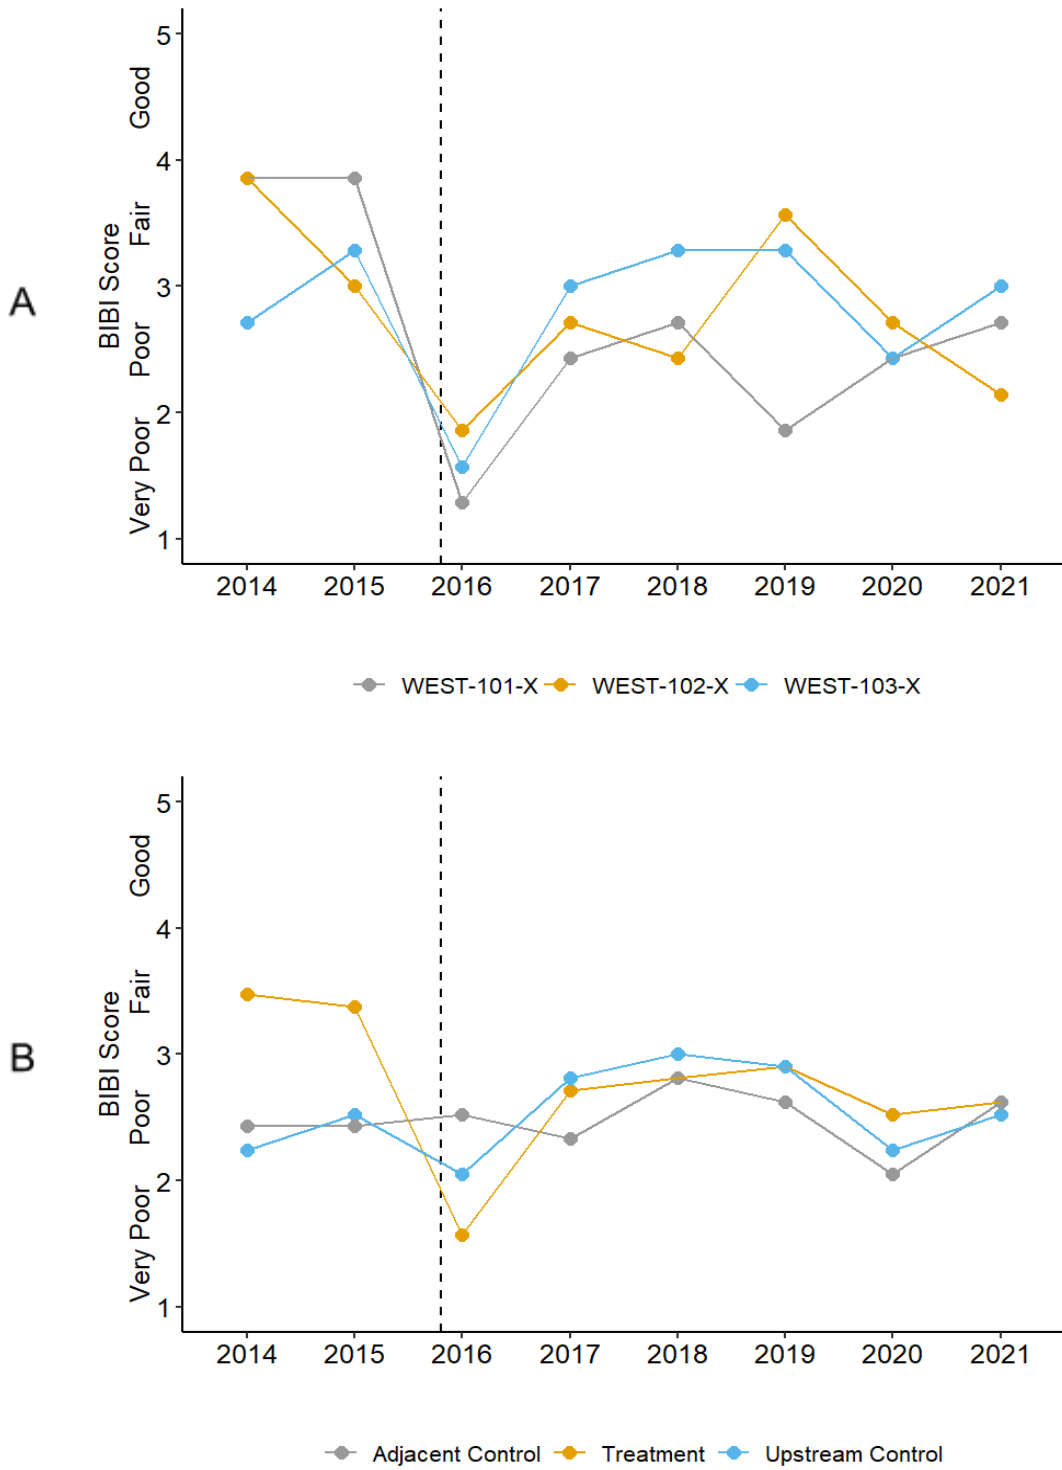 A
BIBI Score
Very Poor Poor Fair Good
5
4
3
2
1
2014 2015 2016 2017 2018 2019 2020 2021
WEST-101-X WEST-102-X WEST-103-X
B
BIBI Score
Very Poor Poor Fair Good
5
4
3
2
1
2014 2015 2016 2017 2018 2019 2020 2021
Adjacent Control Treatment Upstream Control